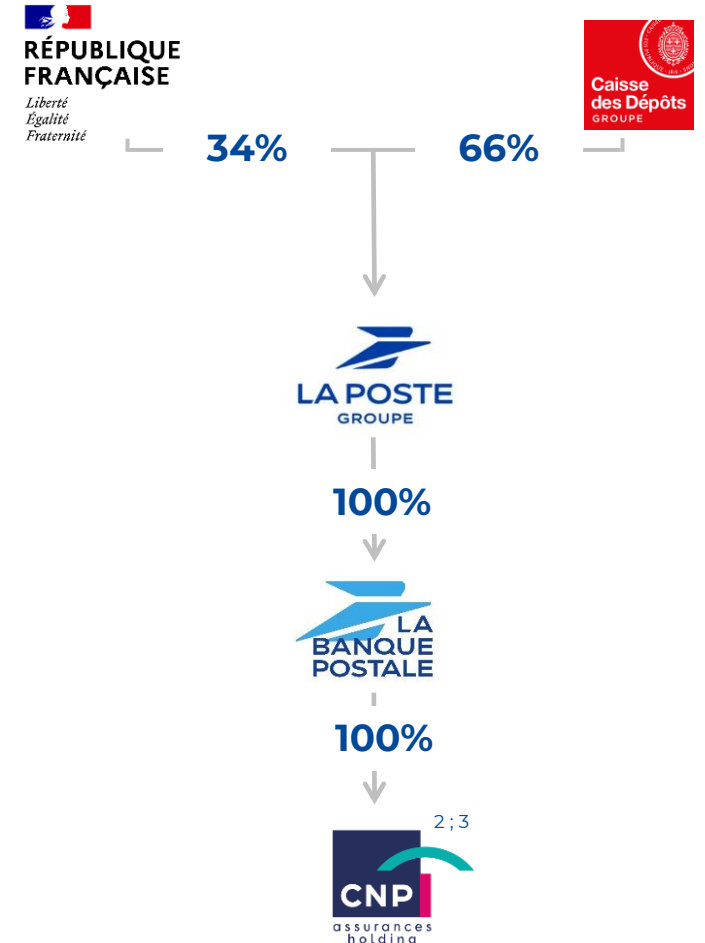 RÉPUBLIQUE
FRANÇAISE
Liberté
Égalité
Fraternité
Caisse
des Dépôts
GROUPE
34%
66%
LA POSTE
GROUPE
100%
LA
BANQUE
POSTALE
100%
2 ; 3
CNP
assurances
holding